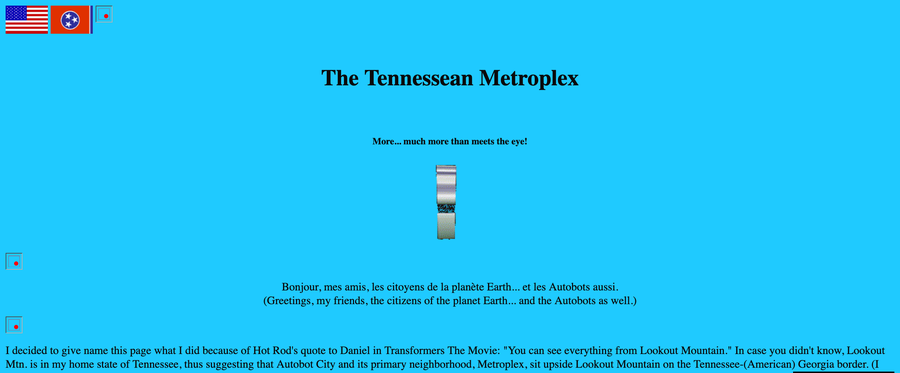 The Tennessean Metroplex
More... much more than meets the eye!
Bonjour, mes amis, les citoyens de la planète Earth... et les Autobots aussi.
(Greetings, my friends, the citizens of the planet Earth... and the Autobots as well.)
I decided to give name this page what I did because of Hot Rod's quote to Daniel in Transformers The Movie: "You can see everything from Lookout Mountain." In case you didn't know, Lookout
Mtn. is in my home state of Tennessee, thus suggesting that Autobot City and its primary neighborhood, Metroplex, sit upside Lookout Mountain on the Tennessee-(American) Georgia border. (I